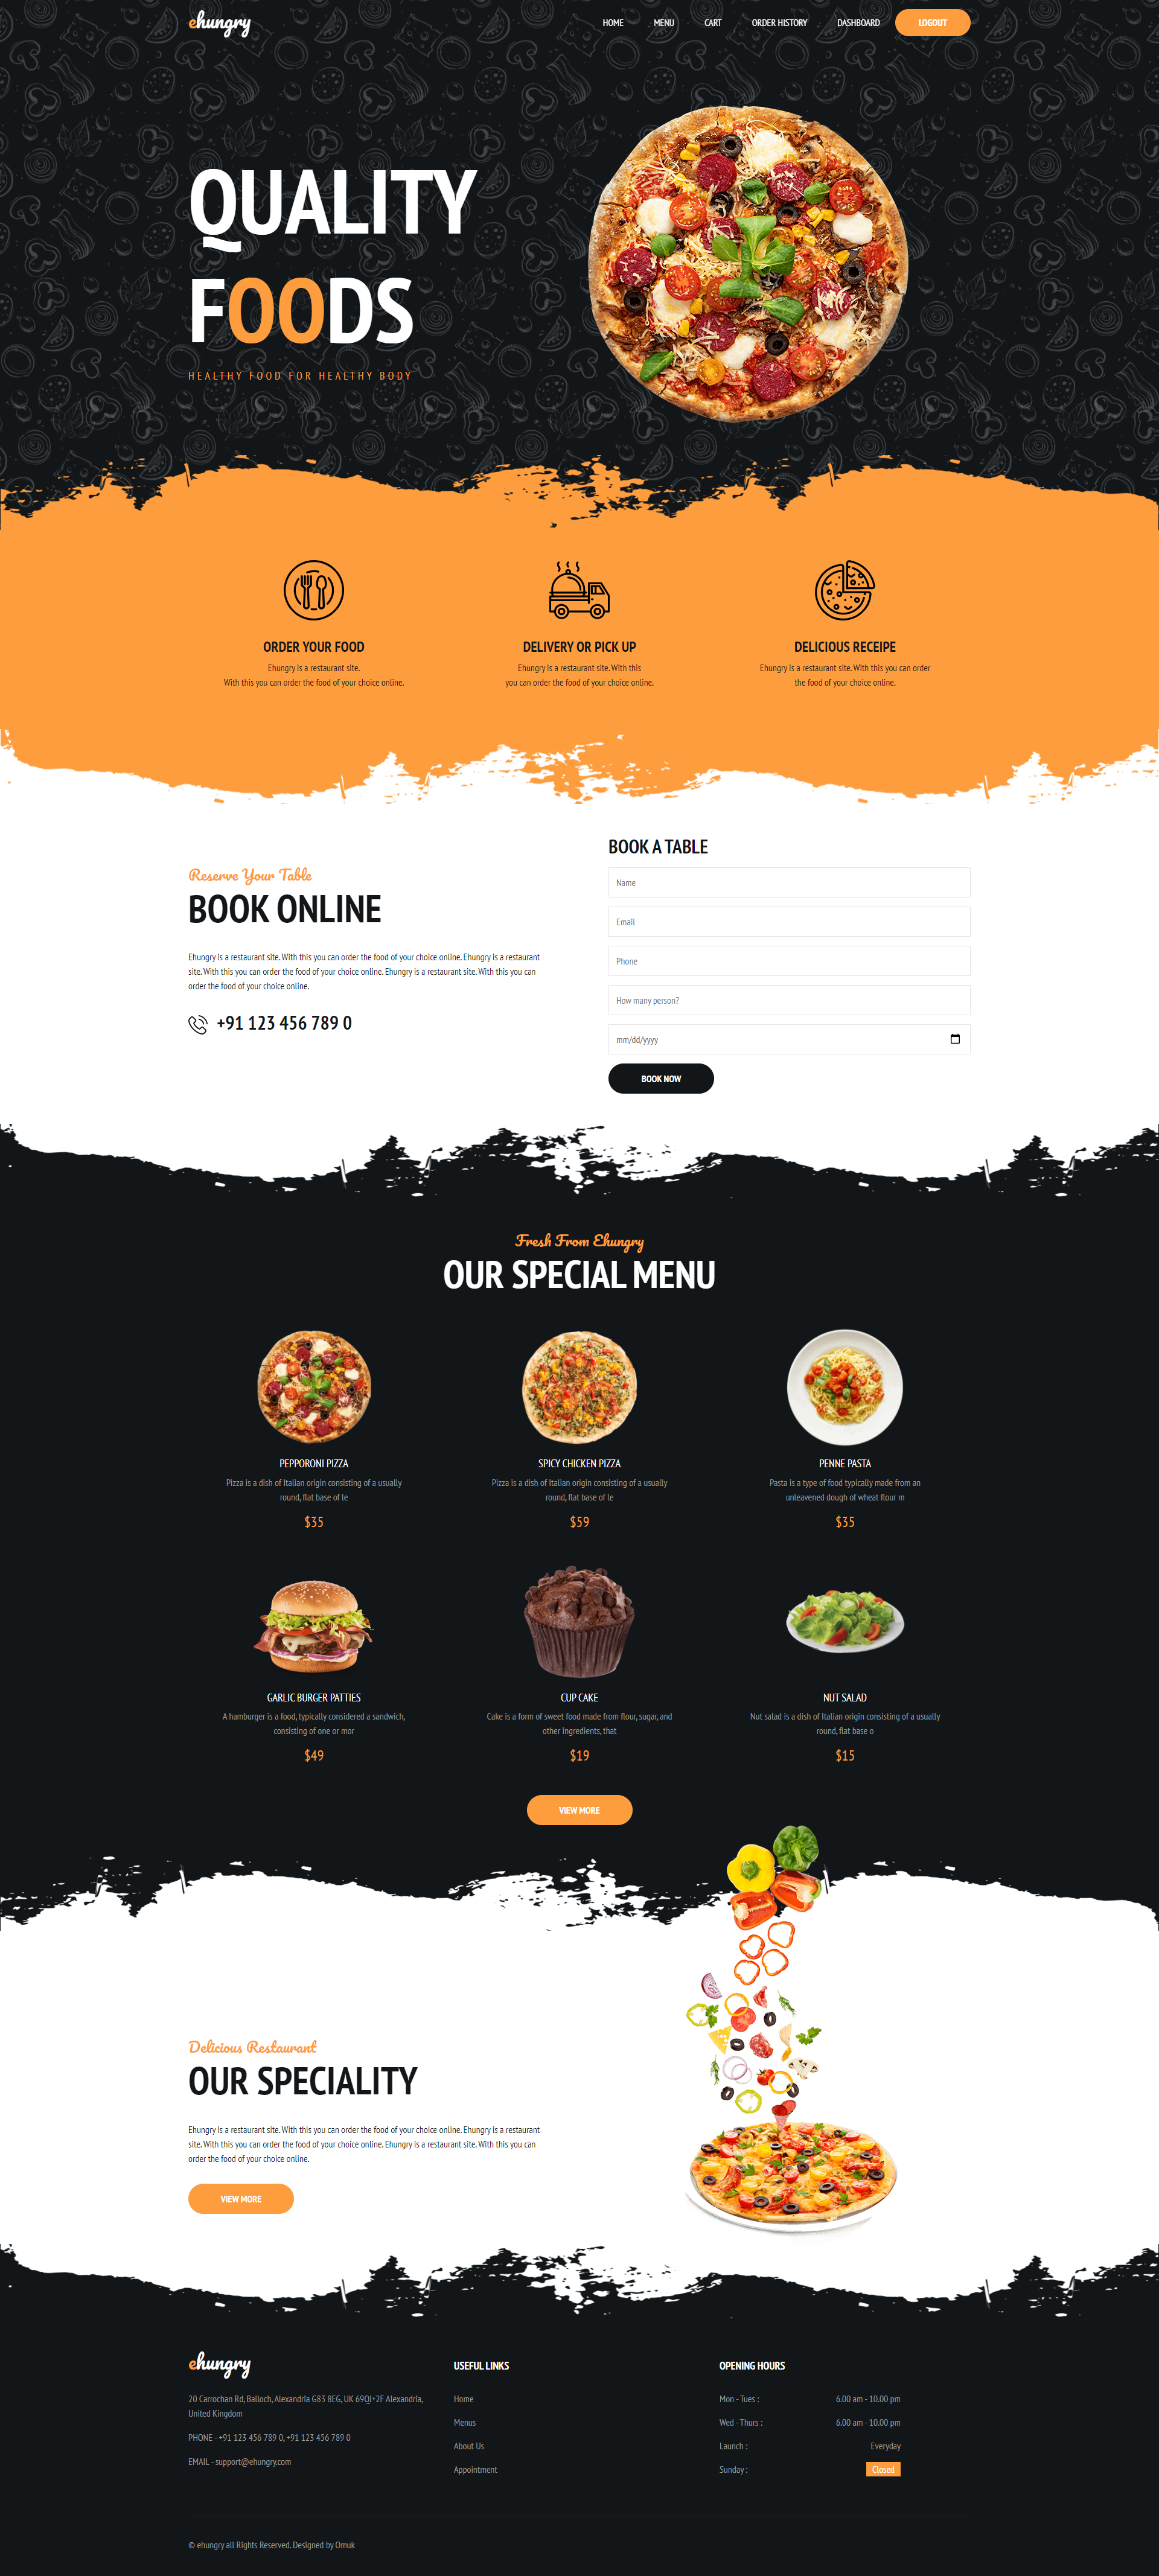 ehungry
HOME MENU CART ORDER HISTORY DASHBOARD LOGOUT
QUALITY
FOODS
HEALTHY FOOD FOR HEALTHY BODY
ORDER YOUR FOOD
Ehungry is a restaurant site.
With this you can order the food of your choice online.
DELIVERY OR PICK UP
Ehungry is a restaurant site. With this
you can order the food of your choice online.
DELICIOUS RECEIPE
Ehungry is a restaurant site. With this you can order
the food of your choice online.
Reserve Your Table
BOOK ONLINE
Ehungry is a restaurant site. With this you can order the food of your choice online. Ehungry is a restaurant
site. With this you can order the food of your choice online. Ehungry is a restaurant site. With this you can
order the food of your choice online.
+91 123 456 789 0
BOOK A TABLE
Name
Email
Phone
How many person?
mm/dd/yyyy
BOOK NOW
Fresh From Ehungry
OUR SPECIAL MENU
PEPPORONI PIZZA
Pizza is a dish of Italian origin consisting of a usually
round, flat base of le
$35
SPICY CHICKEN PIZZA
Pizza is a dish of Italian origin consisting of a usually
round, flat base of le
$59
PENNE PASTA
Pasta is a type of food typically made from an
unleavened dough of wheat flour m
$35
GARLIC BURGER PATTIES
A hamburger is a food, typically considered a sandwich,
consisting of one or mor
$49
CUP CAKE
Cake is a form of sweet food made from flour, sugar, and
other ingredients, that
$19
NUT SALAD
Nut salad is a dish of Italian origin consisting of a usually
round, flat base o
$15
VIEW MORE
Delicious Restaurant
OUR SPECIALITY
Ehungry is a restaurant site. With this you can order the food of your choice online. Ehungry is a restaurant
site. With this you can order the food of your choice online. Ehungry is a restaurant site. With this you can
order the food of your choice online.
VIEW MORE
ehungry
20 Carrochan Rd, Balloch, Alexandria G83 8EG, UK 69QJ+2F Alexandria,
United Kingdom
PHONE - +91 123 456 789 0, +91 123 456 789 0
EMAIL - support@ehungry.com
USEFUL LINKS
Home
Menus
About Us
Appointment
OPENING HOURS
Mon - Tues : 6.00 am - 10.00 pm
Wed - Thurs : 6.00 am - 10.00 pm
Launch : Everyday
Sunday : Closed
© ehungry all Rights Reserved. Designed by Omuk